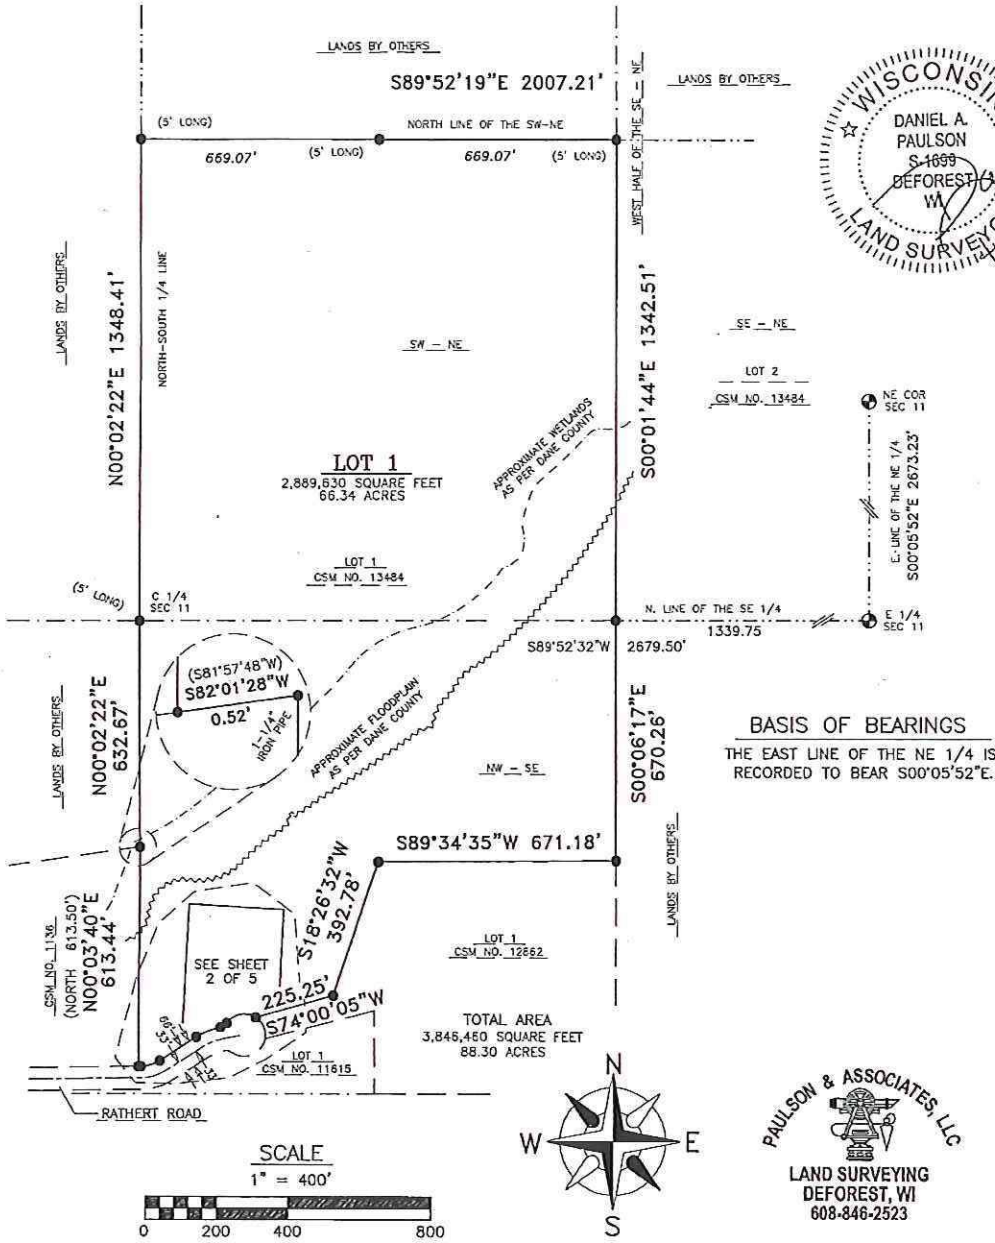 LANDS BY OTHERS
S89°52'19"E 2007.21'
LANDS BY OTHERS
(5' LONG)
NORTH LINE OF THE SW-NE
669.07'
(5' LONG)
669.07'
(5' LONG)
WEST HALF OF THE SE - NE
WISCONSIN
DANIEL A.
PAULSON
S-1699
DEFOREST
WI
LAND SURVEYO
LANDS BY OTHERS
N00°02'22"E 1348.41'
NORTH-SOUTH 1/4 LINE
SW - NE
S00°01'44"E 1342.51'
SE - NE
LOT 2
CSM NO. 13484
NE COR
SEC 11
E. LINE OF THE NE 1/4
S00°05'52"E 2673.23'
E 1/4
SEC 11
APPROXIMATE WETLANDS
AS PER DANE COUNTY
LOT 1
2,889,630 SQUARE FEET
66.34 ACRES
LOT 1
CSM NO. 13484
(5' LONG)
C 1/4
SEC 11
N. LINE OF THE SE 1/4
1339.75
S89°52'32"W 2679.50'
LANDS BY OTHERS
N00°02'22"E
632.67'
(S81°57'48"W)
S82°01'28"W
0.52'
1-1/4"
IRON PIPE
APPROXIMATE FLOODPLAIN
AS PER DANE COUNTY
NW - SE
S00°06'17"E
670.26'
BASIS OF BEARINGS
THE EAST LINE OF THE NE 1/4 IS
RECORDED TO BEAR S00°05'52"E.
S89°34'35"W 671.18'
LANDS BY OTHERS
CSM NO. 1136
(NORTH 613.50')
N00°03'40"E
613.44'
S18°26'32"W
392.78'
SEE SHEET
2 OF 5
LOT 1
CSM NO. 12662
225.25'
S74°00'05"W
66'
33'
33'
LOT 1
CSM NO. 11615
TOTAL AREA
3,846,460 SQUARE FEET
88.30 ACRES
RATHERT ROAD
SCALE
1" = 400'
0 200 400 800
N
W E
S
PAULSON & ASSOCIATES, LLC
LAND SURVEYING
DEFOREST, WI
608-846-2523